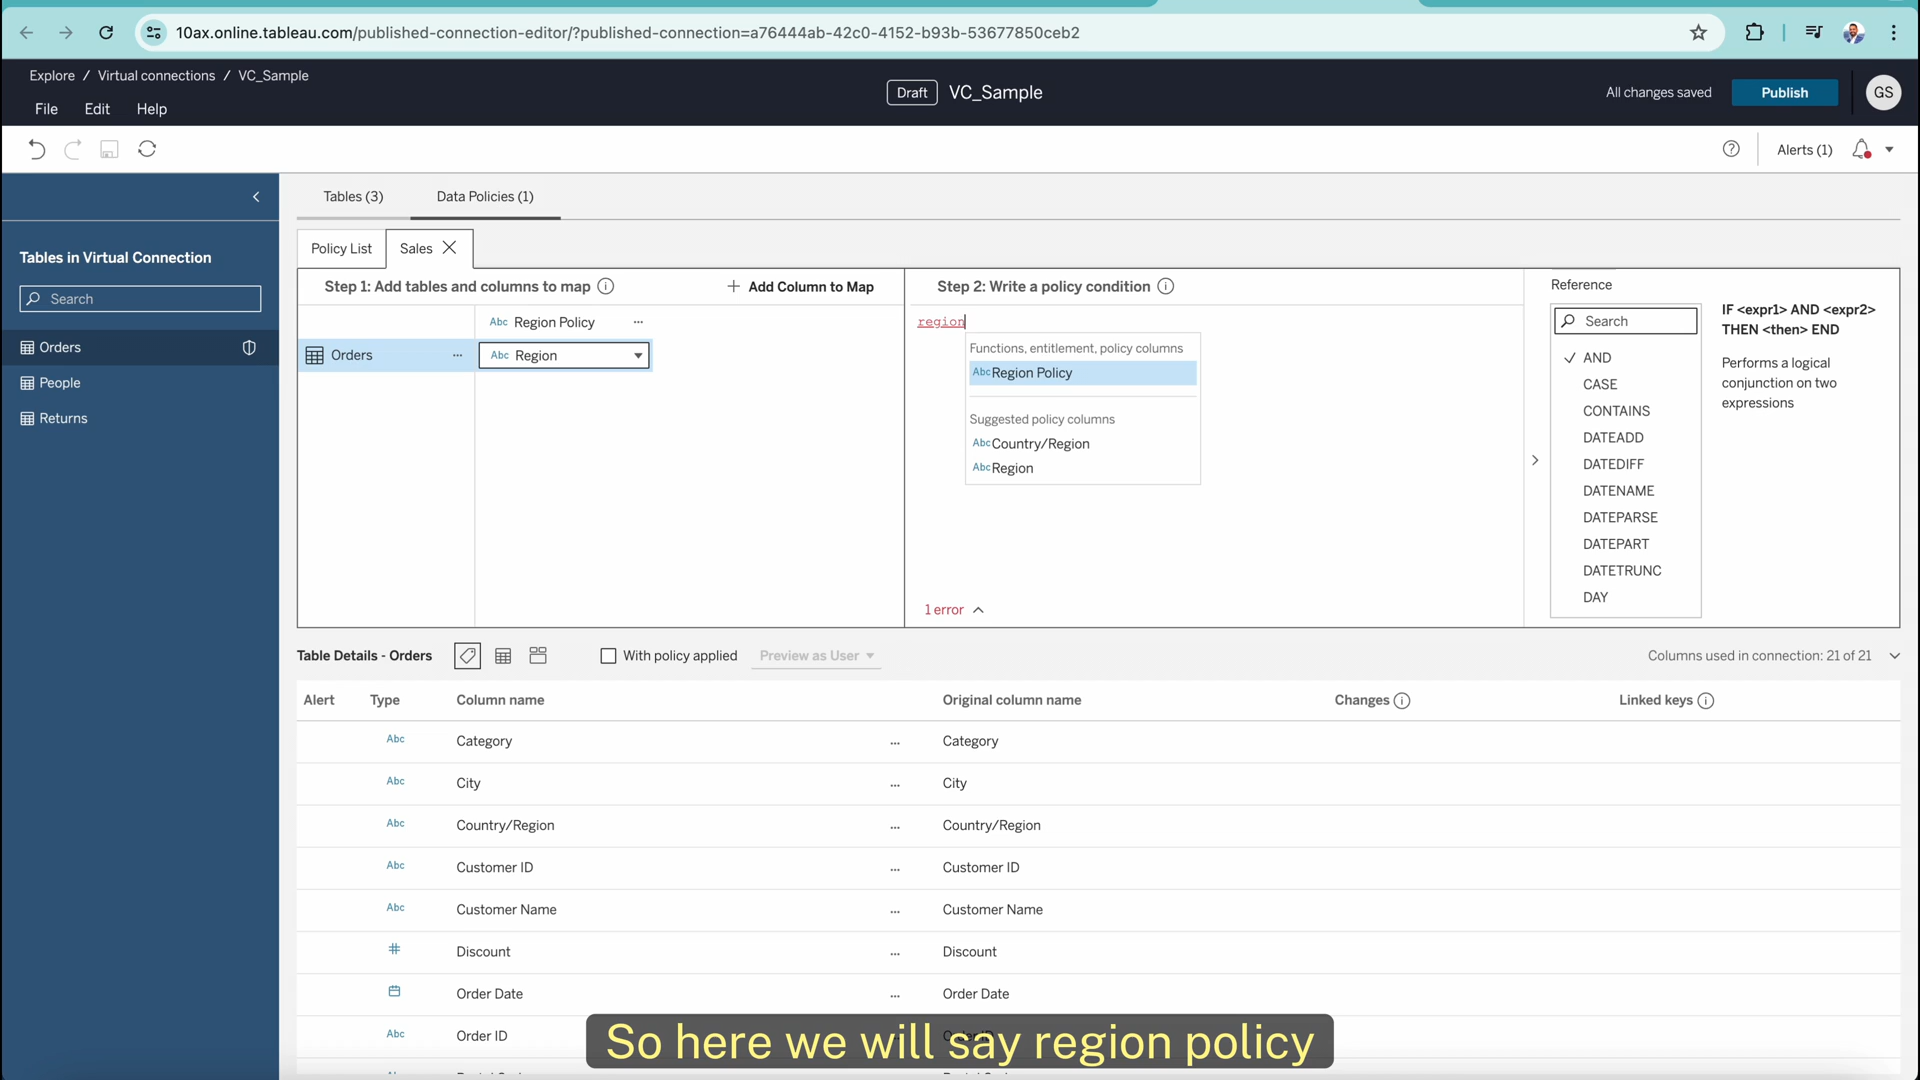 10ax.online.tableau.com/published-connection-editor/?published-connection=a76444ab-42c0-4152-b93b-53677850ceb2
Explore / Virtual connections / VC_Sample
File Edit Help
Draft VC_Sample
All changes saved Publish GS
Alerts (1)
Tables (3) Data Policies (1)
Policy List Sales
Tables in Virtual Connection
Search
Orders
People
Returns
Step 1: Add tables and columns to map
Add Column to Map
Abc Region Policy ...
Orders ... Abc Region
Step 2: Write a policy condition
region
Functions, entitlement, policy columns
Abc Region Policy
Suggested policy columns
Abc Country/Region
Abc Region
1 error
Reference
Search
AND
CASE
CONTAINS
DATEADD
DATEDIFF
DATENAME
DATEPARSE
DATEPART
DATETRUNC
DAY
IF <expr1> AND <expr2>
THEN <then> END
Performs a logical
conjunction on two
expressions
Table Details - Orders With policy applied Preview as User Columns used in connection: 21 of 21
Alert Type Column name Original column name Changes Linked keys
Abc Category ... Category
Abc City ... City
Abc Country/Region ... Country/Region
Abc Customer ID ... Customer ID
Abc Customer Name ... Customer Name
# Discount ... Discount
Order Date ... Order Date
Abc Order ID
So here we will say region policy